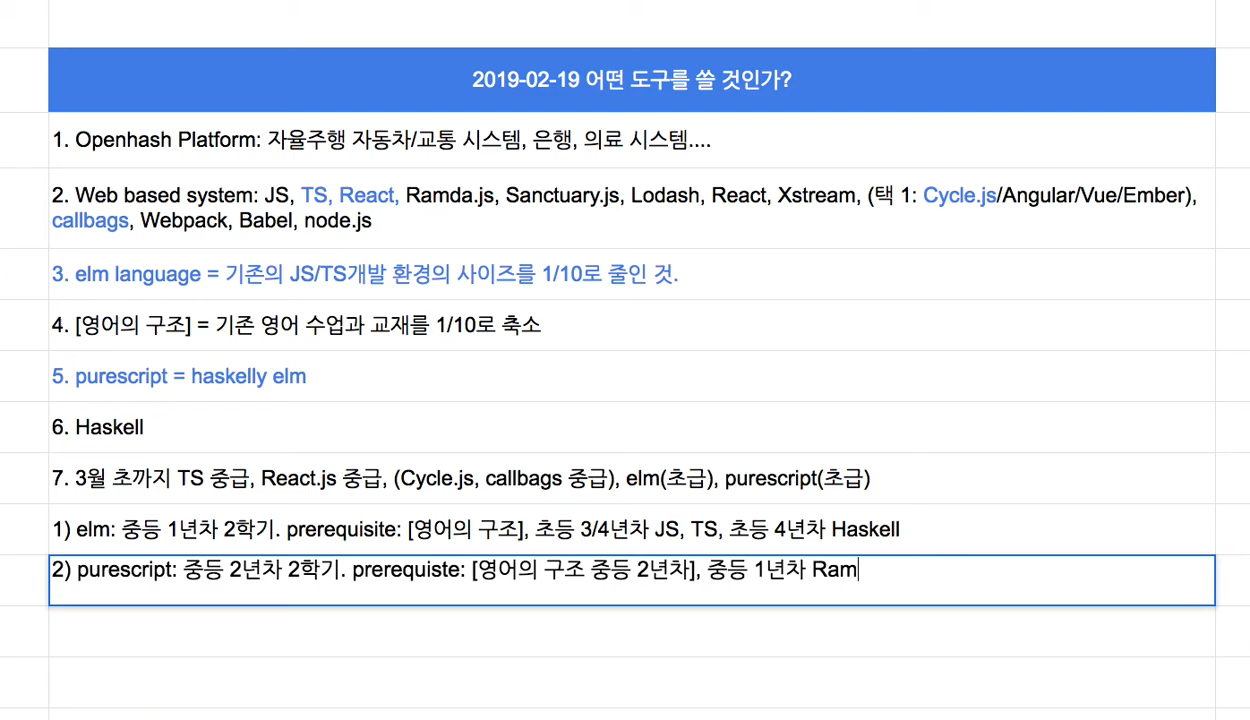 2019-02-19 어떤 도구를 쓸 것인가?
1. Openhash Platform: 자율주행 자동차/교통 시스템, 은행, 의료 시스템....
2. Web based system: JS, TS, React, Ramda.js, Sanctuary.js, Lodash, React, Xstream, (택 1: Cycle.js/Angular/Vue/Ember),
callbags, Webpack, Babel, node.js
3. elm language = 기존의 JS/TS개발 환경의 사이즈를 1/10로 줄인 것.
4. [영어의 구조] = 기존 영어 수업과 교재를 1/10로 축소
5. purescript = haskelly elm
6. Haskell
7. 3월 초까지 TS 중급, React.js 중급, (Cycle.js, callbags 중급), elm(초급), purescript(초급)
1) elm: 중등 1년차 2학기. prerequisite: [영어의 구조], 초등 3/4년차 JS, TS, 초등 4년차 Haskell
2) purescript: 중등 2년차 2학기. prerequiste: [영어의 구조 중등 2년차], 중등 1년차 Ram